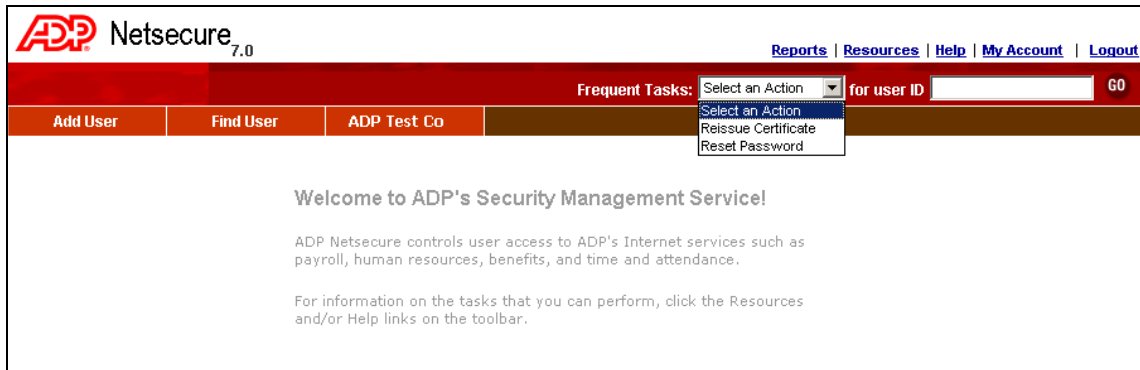 ADP Netsecure 7.0
Reports | Resources | Help | My Account | Logout
Frequent Tasks: Select an Action for user ID GO
Select an Action
Reissue Certificate
Reset Password
Add User Find User ADP Test Co
Welcome to ADP's Security Management Service!
ADP Netsecure controls user access to ADP's Internet services such as
payroll, human resources, benefits, and time and attendance.
For information on the tasks that you can perform, click the Resources
and/or Help links on the toolbar.